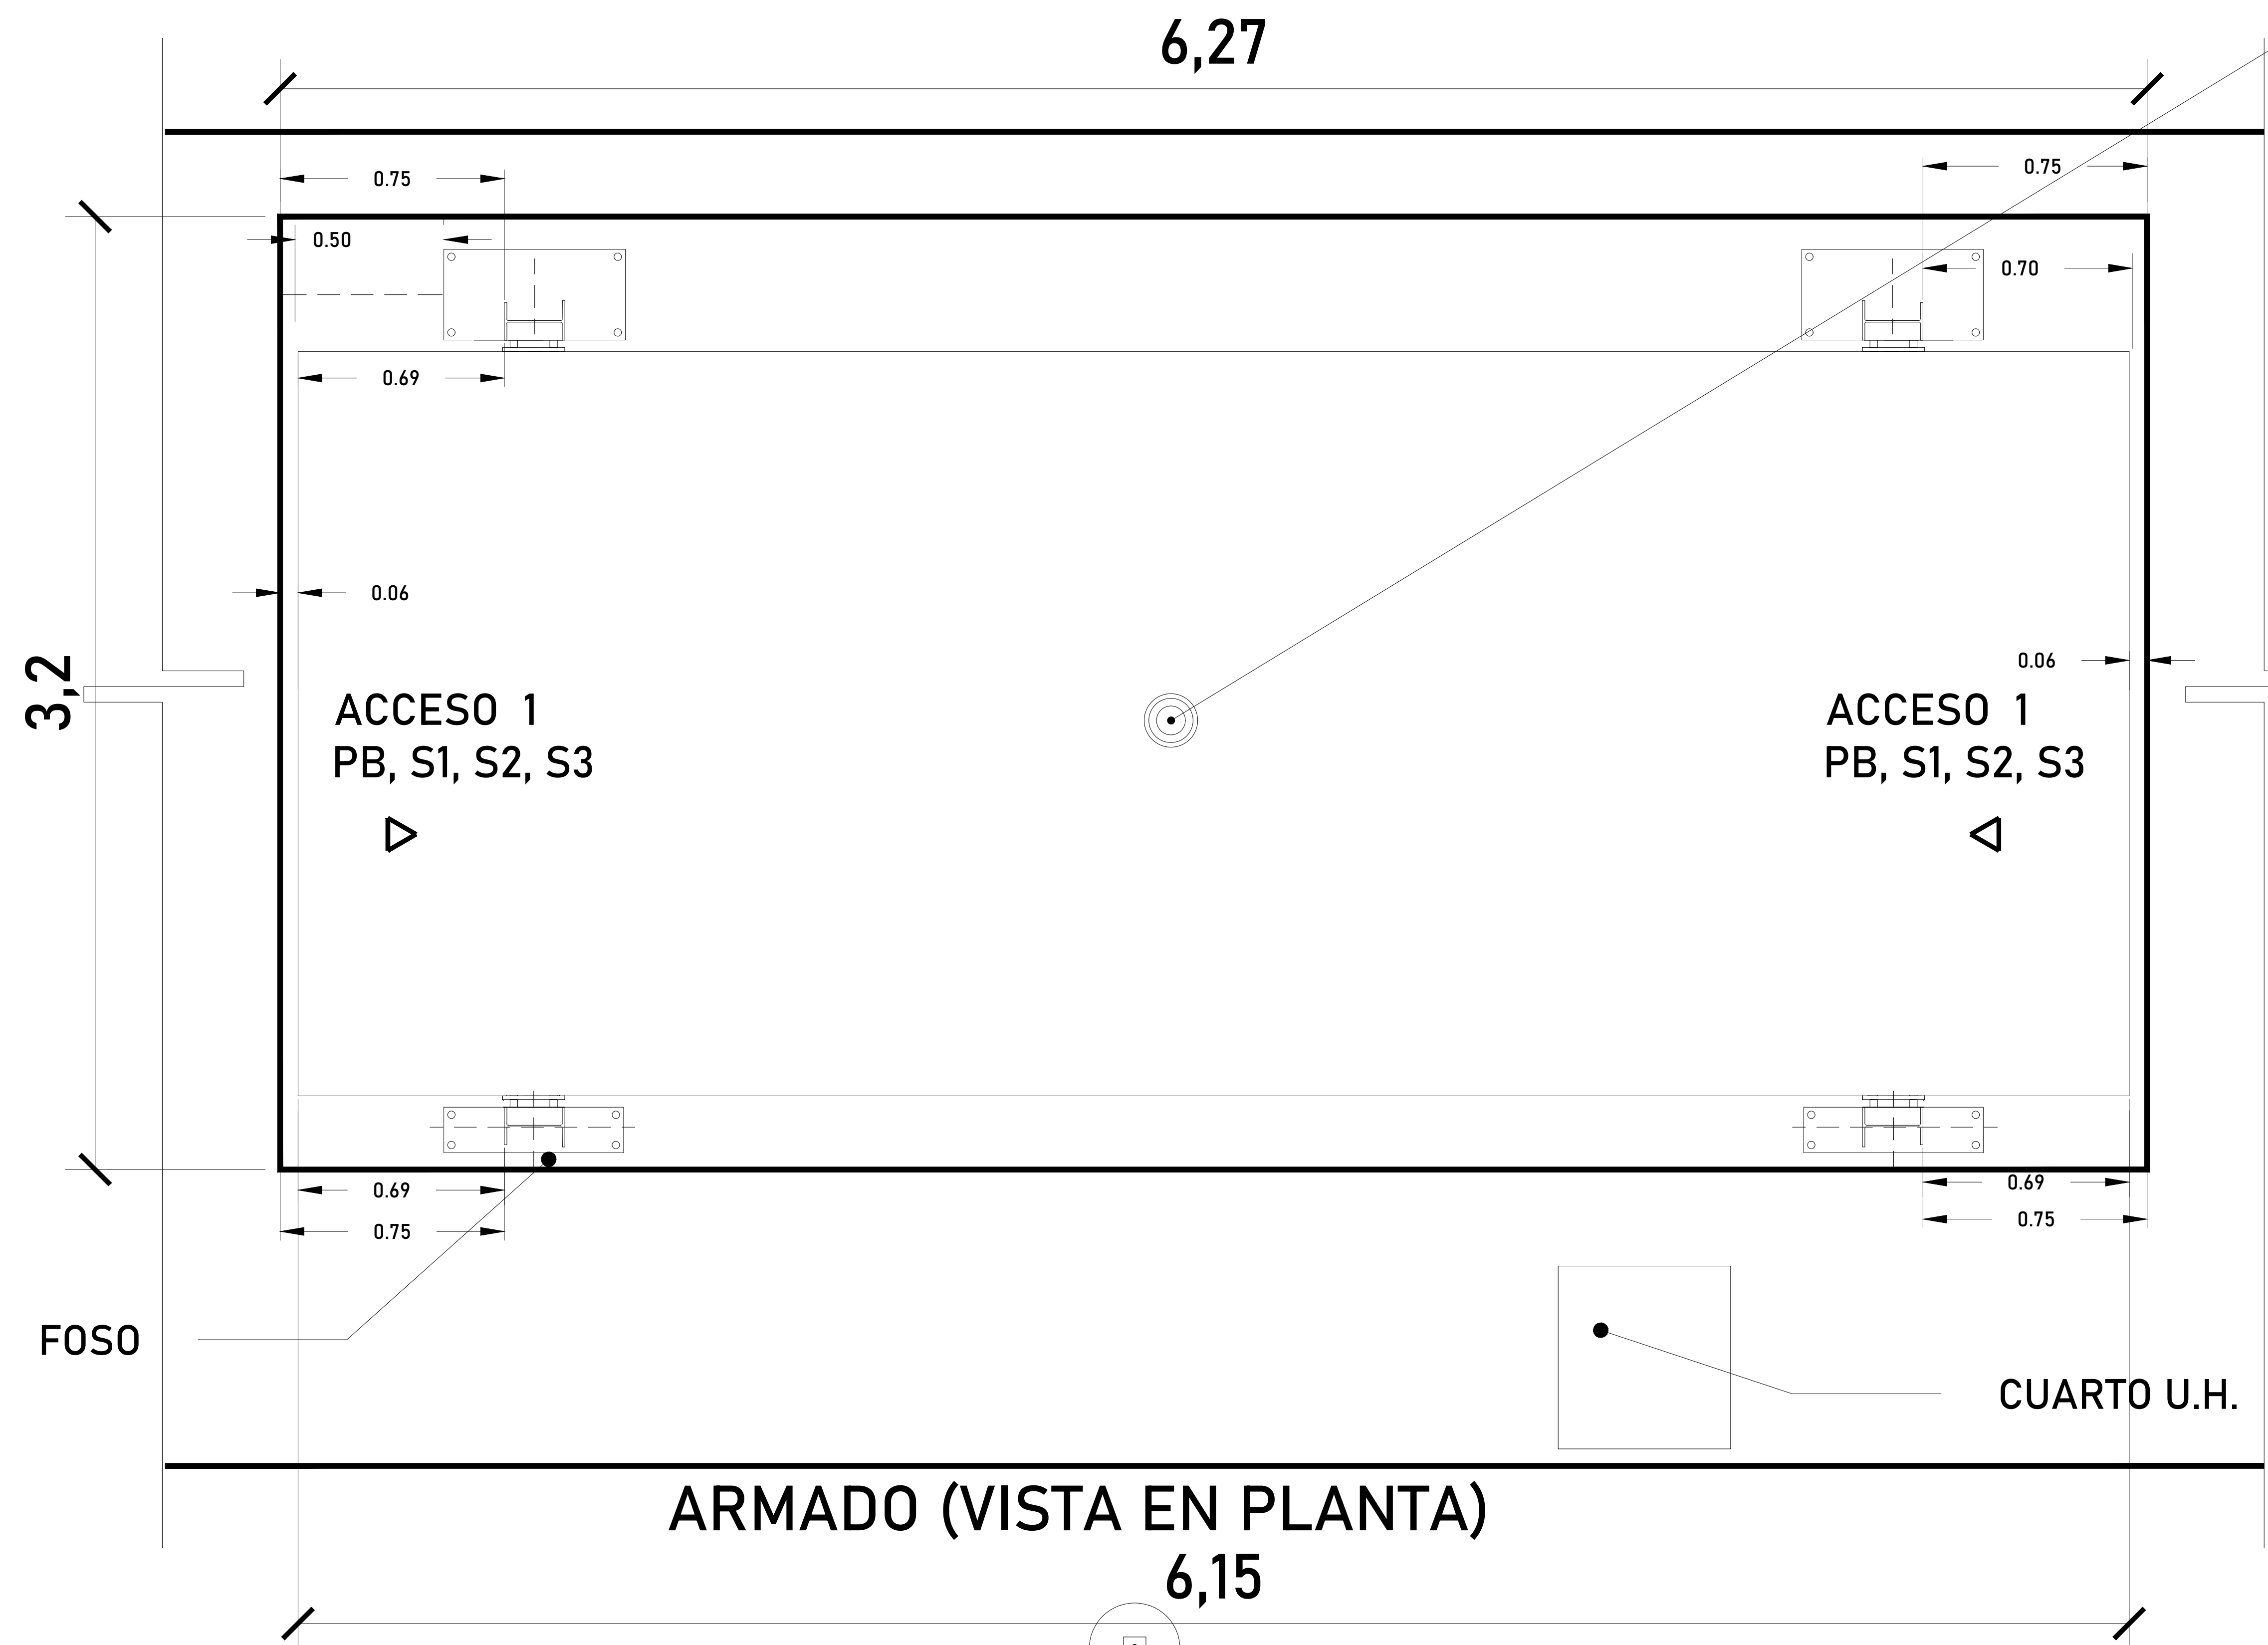 6,27
0.75
0.75
0.50
0.70
0.69
0.06
0.06
3,2
ACCESO 1
PB, S1, S2, S3
ACCESO 1
PB, S1, S2, S3
0.69
0.69
0.75
0.75
FOSO
CUARTO U.H.
ARMADO (VISTA EN PLANTA)
6,15